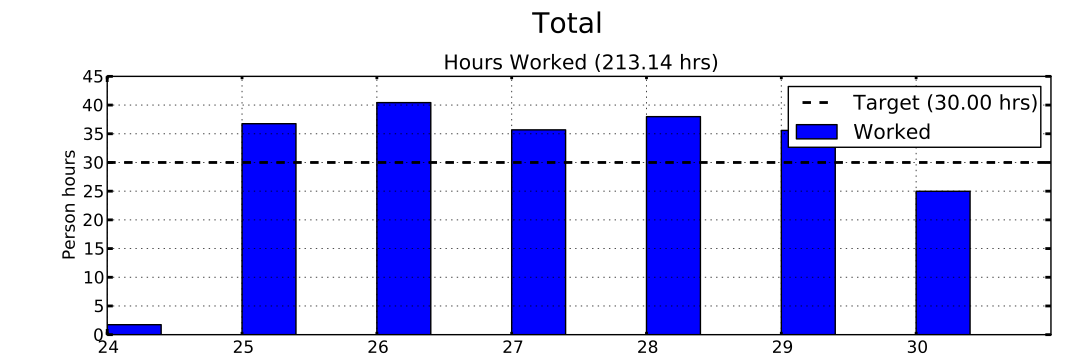 Total
Hours Worked (213.14 hrs)
Person hours
45
40
35
30
25
20
15
10
5
0
Target (30.00 hrs)
Worked
24 25 26 27 28 29 30